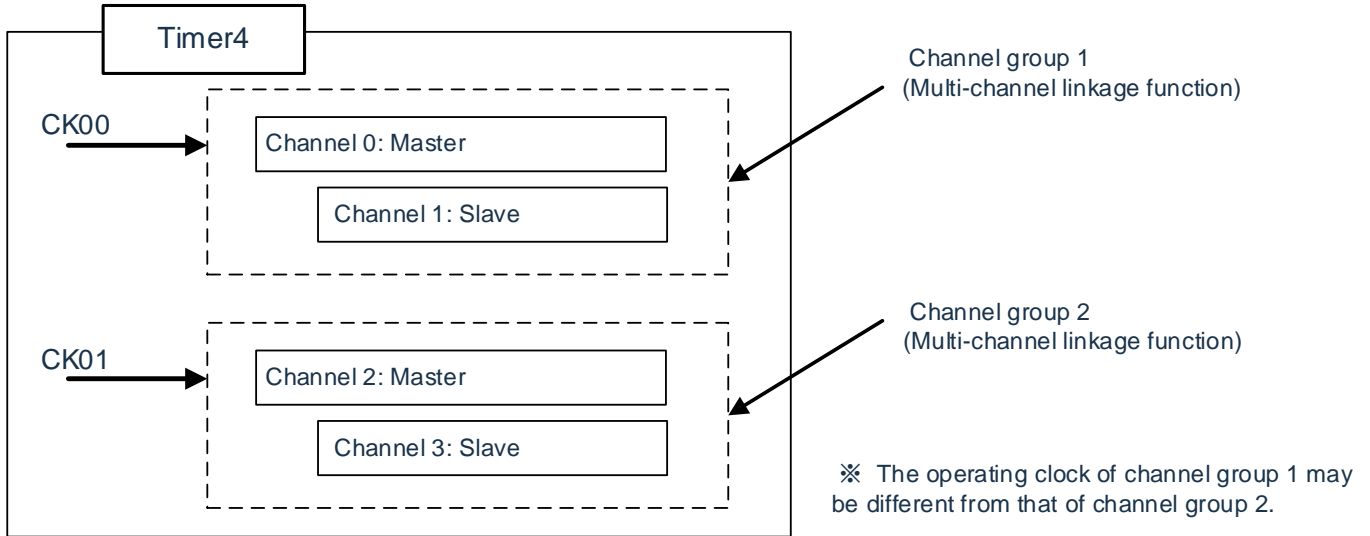 Timer4
Channel group 1
(Multi-channel linkage function)
CK00
Channel 0: Master
Channel 1: Slave
Channel group 2
(Multi-channel linkage function)
CK01
Channel 2: Master
Channel 3: Slave
※ The operating clock of channel group 1 may
be different from that of channel group 2.